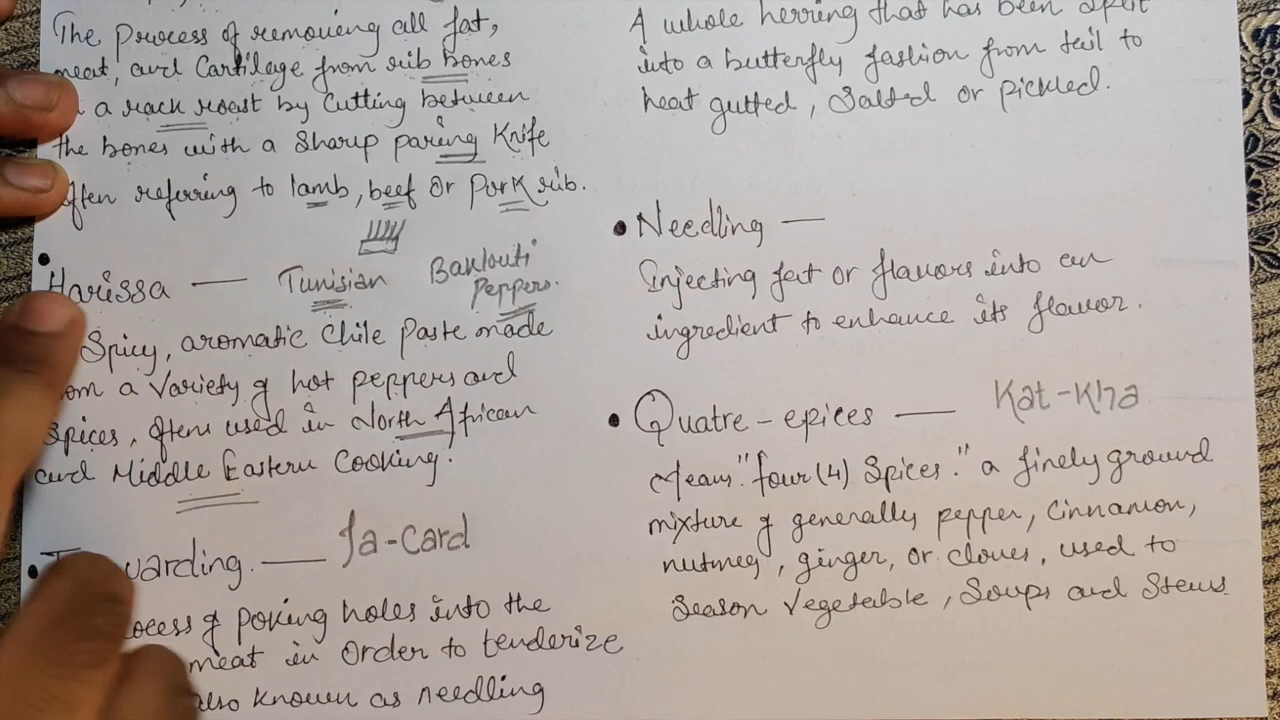 The process of removing all fat,
meat, and Cartilage from rib bones
a rack roast by Cutting between
the bones with a Sharp paring Knife
often referring to lamb, beef or Pork rib.
Harissa — Tunisian Baklouti
Peppers.
Spicy, aromatic Chile Paste made
om a Variety of hot peppers and
Spices, Often used in North African
and Middle Eastern Cooking.
uarding. — Ja-Card
ocess of poking holes into the
meat in Order to tenderize
also known as needling
A whole herring that has been Split
into a butterfly fashion from tail to
heat gutted, Salted or pickled.
• Needling —
Injecting fat or flavors into an
ingredient to enhance its flavor.
• Quatre-epices — Kat-Kha
Means "four (4) Spices." a finely ground
mixture of generally pepper, Cinnamon,
nutmeg, ginger, or cloves, used to
Season Vegetable, Soups and Stews.